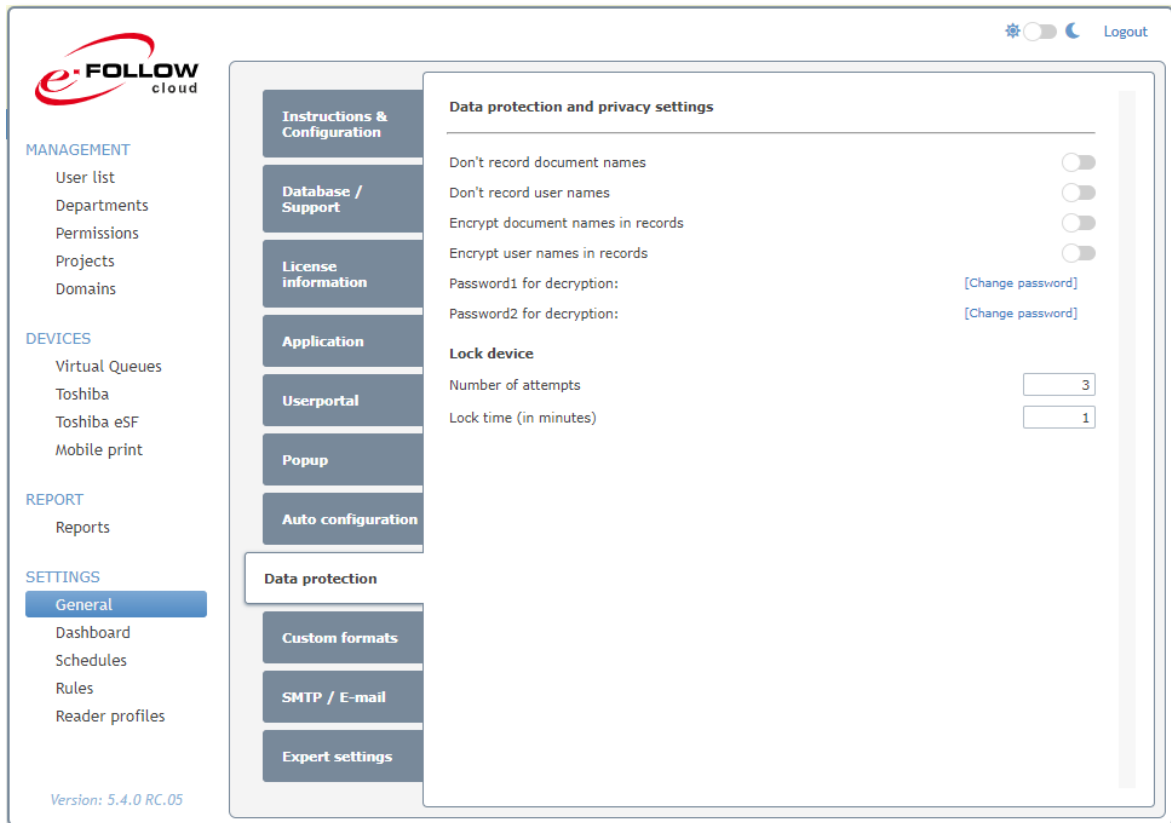 Logout
e-FOLLOW
cloud
MANAGEMENT
User list
Departments
Permissions
Projects
Domains
DEVICES
Virtual Queues
Toshiba
Toshiba eSF
Mobile print
REPORT
Reports
SETTINGS
General
Dashboard
Schedules
Rules
Reader profiles
Version: 5.4.0 RC.05
Instructions &
Configuration
Database /
Support
License
information
Application
Userportal
Popup
Auto configuration
Data protection
Custom formats
SMTP / E-mail
Expert settings
Data protection and privacy settings
Don't record document names
Don't record user names
Encrypt document names in records
Encrypt user names in records
Password1 for decryption: [Change password]
Password2 for decryption: [Change password]
Lock device
Number of attempts 3
Lock time (in minutes) 1